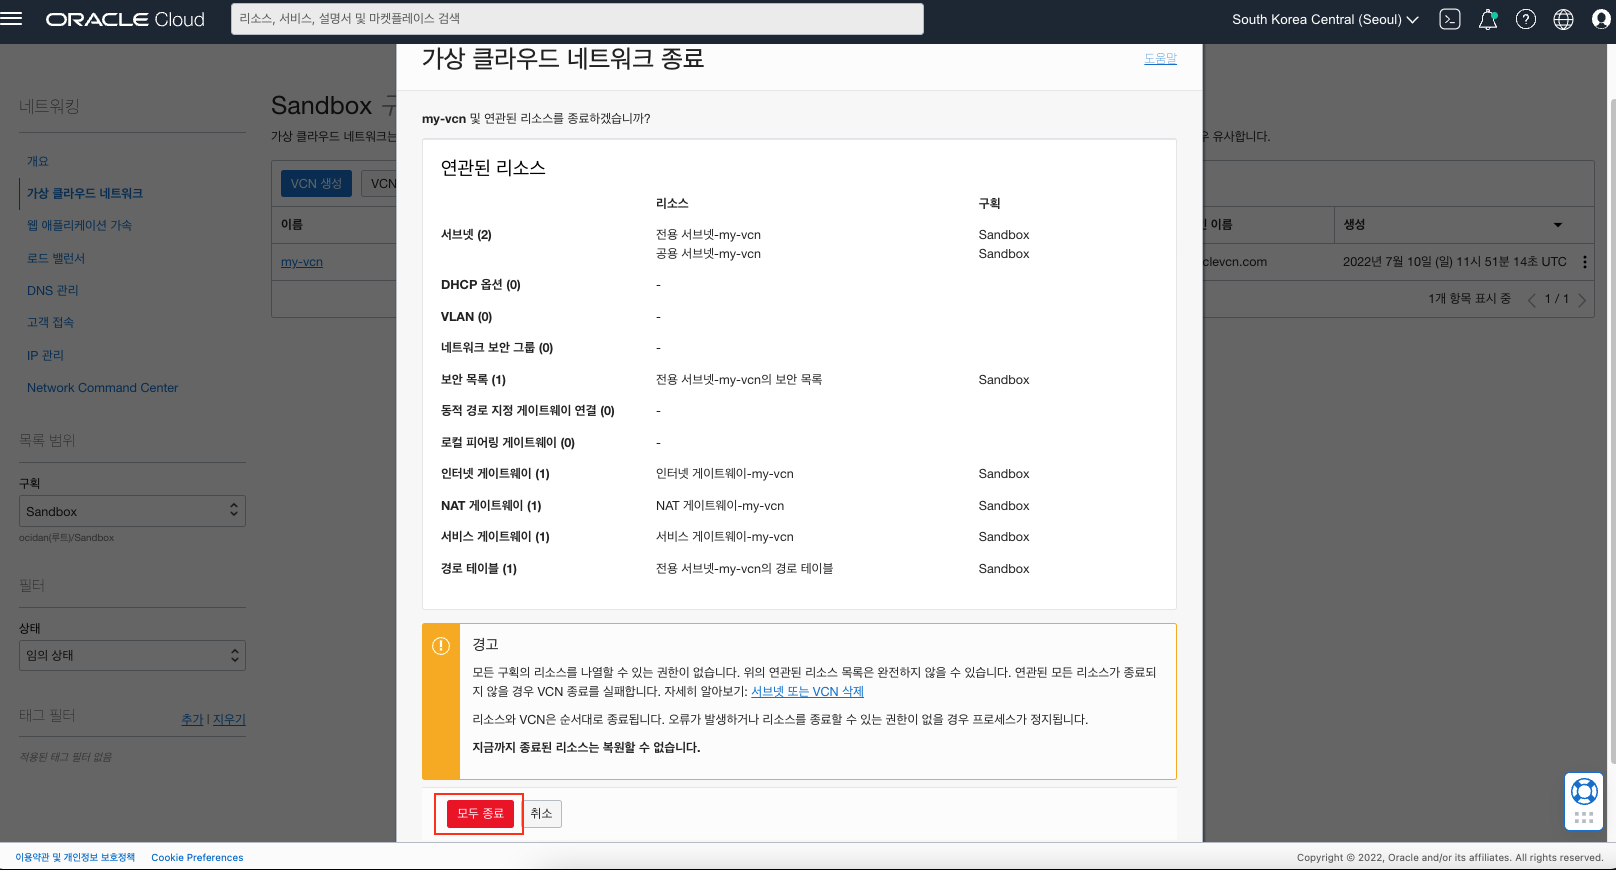 ORACLE Cloud
리소스, 서비스, 설명서 및 마켓플레이스 검색
South Korea Central (Seoul)
네트워킹
개요
가상 클라우드 네트워크
웹 애플리케이션 가속
로드 밸런서
DNS 관리
고객 접속
IP 관리
Network Command Center
목록 범위
구획
Sandbox
ocidan(루트)/Sandbox
필터
상태
임의 상태
태그 필터
추가 | 지우기
적용된 태그 필터 없음
Sandbox
가상 클라우드 네트워크는
유사합니다.
VCN 생성
VCN
이름
이름
생성
my-vcn
clevcn.com
2022년 7월 10일 (일) 11시 51분 14초 UTC
1개 항목 표시 중
1 / 1
가상 클라우드 네트워크 종료
도움말
my-vcn 및 연관된 리소스를 종료하겠습니까?
연관된 리소스
리소스 구획
서브넷 (2) 전용 서브넷-my-vcn Sandbox
공용 서브넷-my-vcn Sandbox
DHCP 옵션 (0) -
VLAN (0) -
네트워크 보안 그룹 (0) -
보안 목록 (1) 전용 서브넷-my-vcn의 보안 목록 Sandbox
동적 경로 지정 게이트웨이 연결 (0) -
로컬 피어링 게이트웨이 (0) -
인터넷 게이트웨이 (1) 인터넷 게이트웨이-my-vcn Sandbox
NAT 게이트웨이 (1) NAT 게이트웨이-my-vcn Sandbox
서비스 게이트웨이 (1) 서비스 게이트웨이-my-vcn Sandbox
경로 테이블 (1) 전용 서브넷-my-vcn의 경로 테이블 Sandbox
경고
모든 구획의 리소스를 나열할 수 있는 권한이 없습니다. 위의 연관된 리소스 목록은 완전하지 않을 수 있습니다. 연관된 모든 리소스가 종료되
지 않을 경우 VCN 종료를 실패합니다. 자세히 알아보기: 서브넷 또는 VCN 삭제
리소스와 VCN은 순서대로 종료됩니다. 오류가 발생하거나 리소스를 종료할 수 있는 권한이 없을 경우 프로세스가 정지됩니다.
지금까지 종료된 리소스는 복원할 수 없습니다.
모두 종료
취소
이용약관 및 개인정보 보호정책
Cookie Preferences
Copyright © 2022, Oracle and/or its affiliates. All rights reserved.